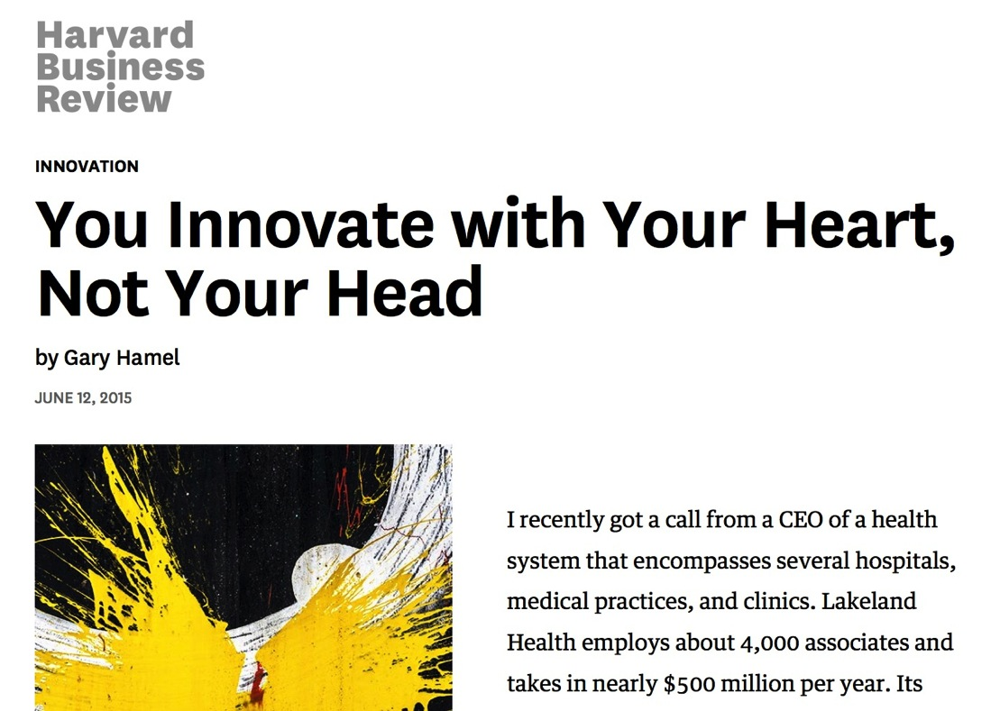 Harvard
Business
Review
INNOVATION
You Innovate with Your Heart,
Not Your Head
by Gary Hamel
JUNE 12, 2015
I recently got a call from a CEO of a health
system that encompasses several hospitals,
medical practices, and clinics. Lakeland
Health employs about 4,000 associates and
takes in nearly $500 million per year. Its